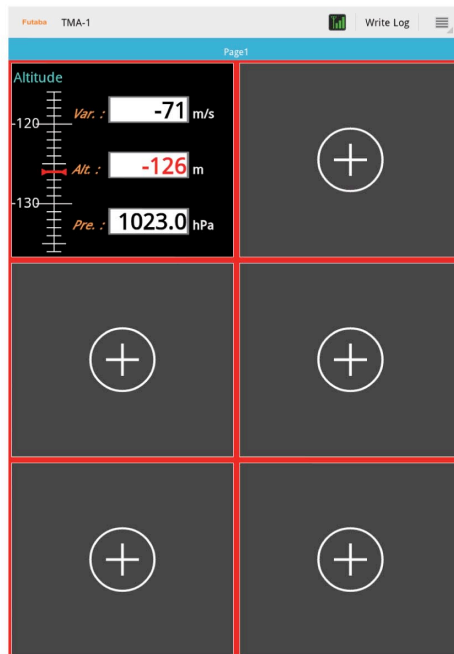 Futaba TMA-1 Write Log
Page1
Altitude
Var. : -71 m/s
-120
Alt. : -126 m
-130
Pre. : 1023.0 hPa